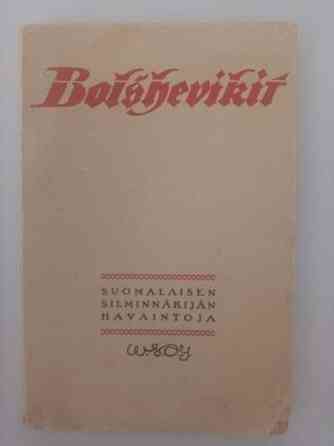 Bolshevikit
SUOMALAISEN
SILMINNÄKIJÄN
HAVAINTOJA
WSOY